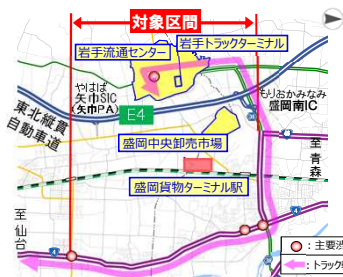 対象区間
岩手流通センター
岩手トラックターミナル
やはば
矢巾SIC
(矢巾PA)
E4
もりおかみなみ
盛岡南IC
東北縦貫
自動車道
盛岡中央卸売市場
至
青
森
盛岡貨物ターミナル駅
至
仙
台
4
4
4
:主要渋
:トラック